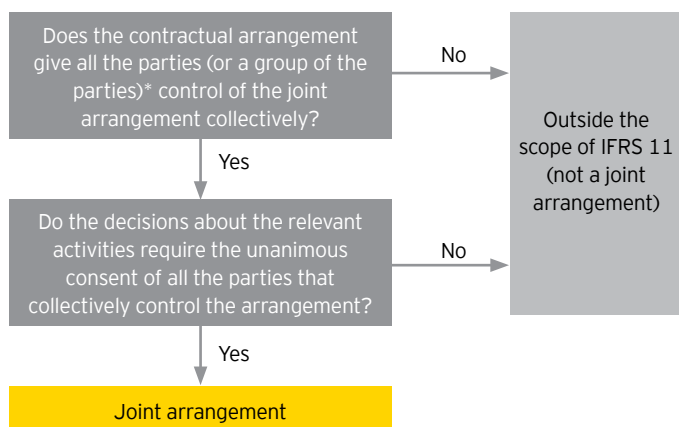 Does the contractual arrangement
give all the parties (or a group of the
parties)* control of the joint
arrangement collectively?
No
Yes
Outside the
scope of IFRS 11
(not a joint
arrangement)
Do the decisions about the relevant
activities require the unanimous
consent of all the parties that
collectively control the arrangement?
No
Yes
Joint arrangement